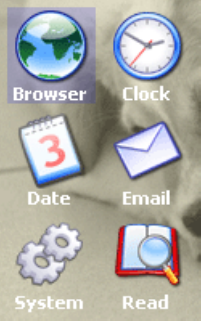 Browser Clock
3
Date Email
System Read